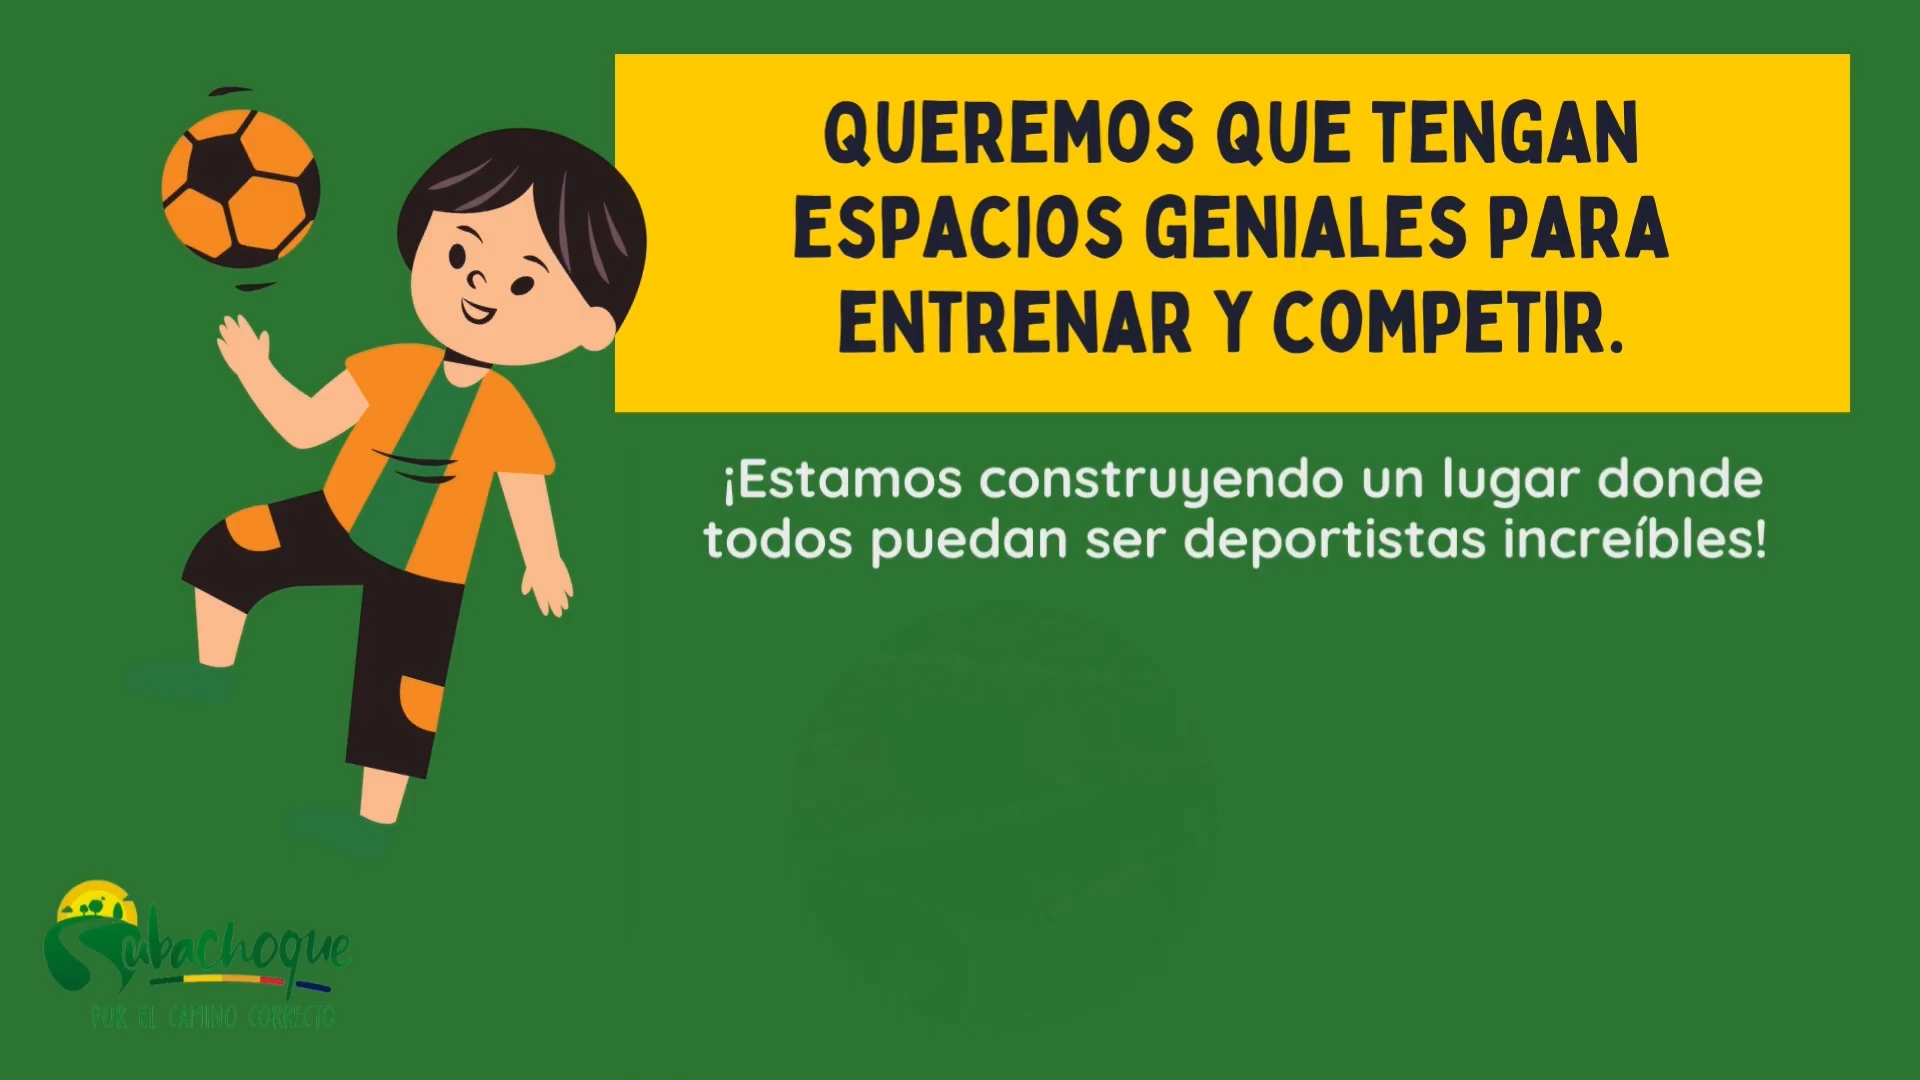 QUEREMOS QUE TENGAN
ESPACIOS GENIALES PARA
ENTRENAR Y COMPETIR.
¡Estamos construyendo un lugar donde
todos puedan ser deportistas increíbles!
Subachoque
POR EL CAMINO CORRECTO